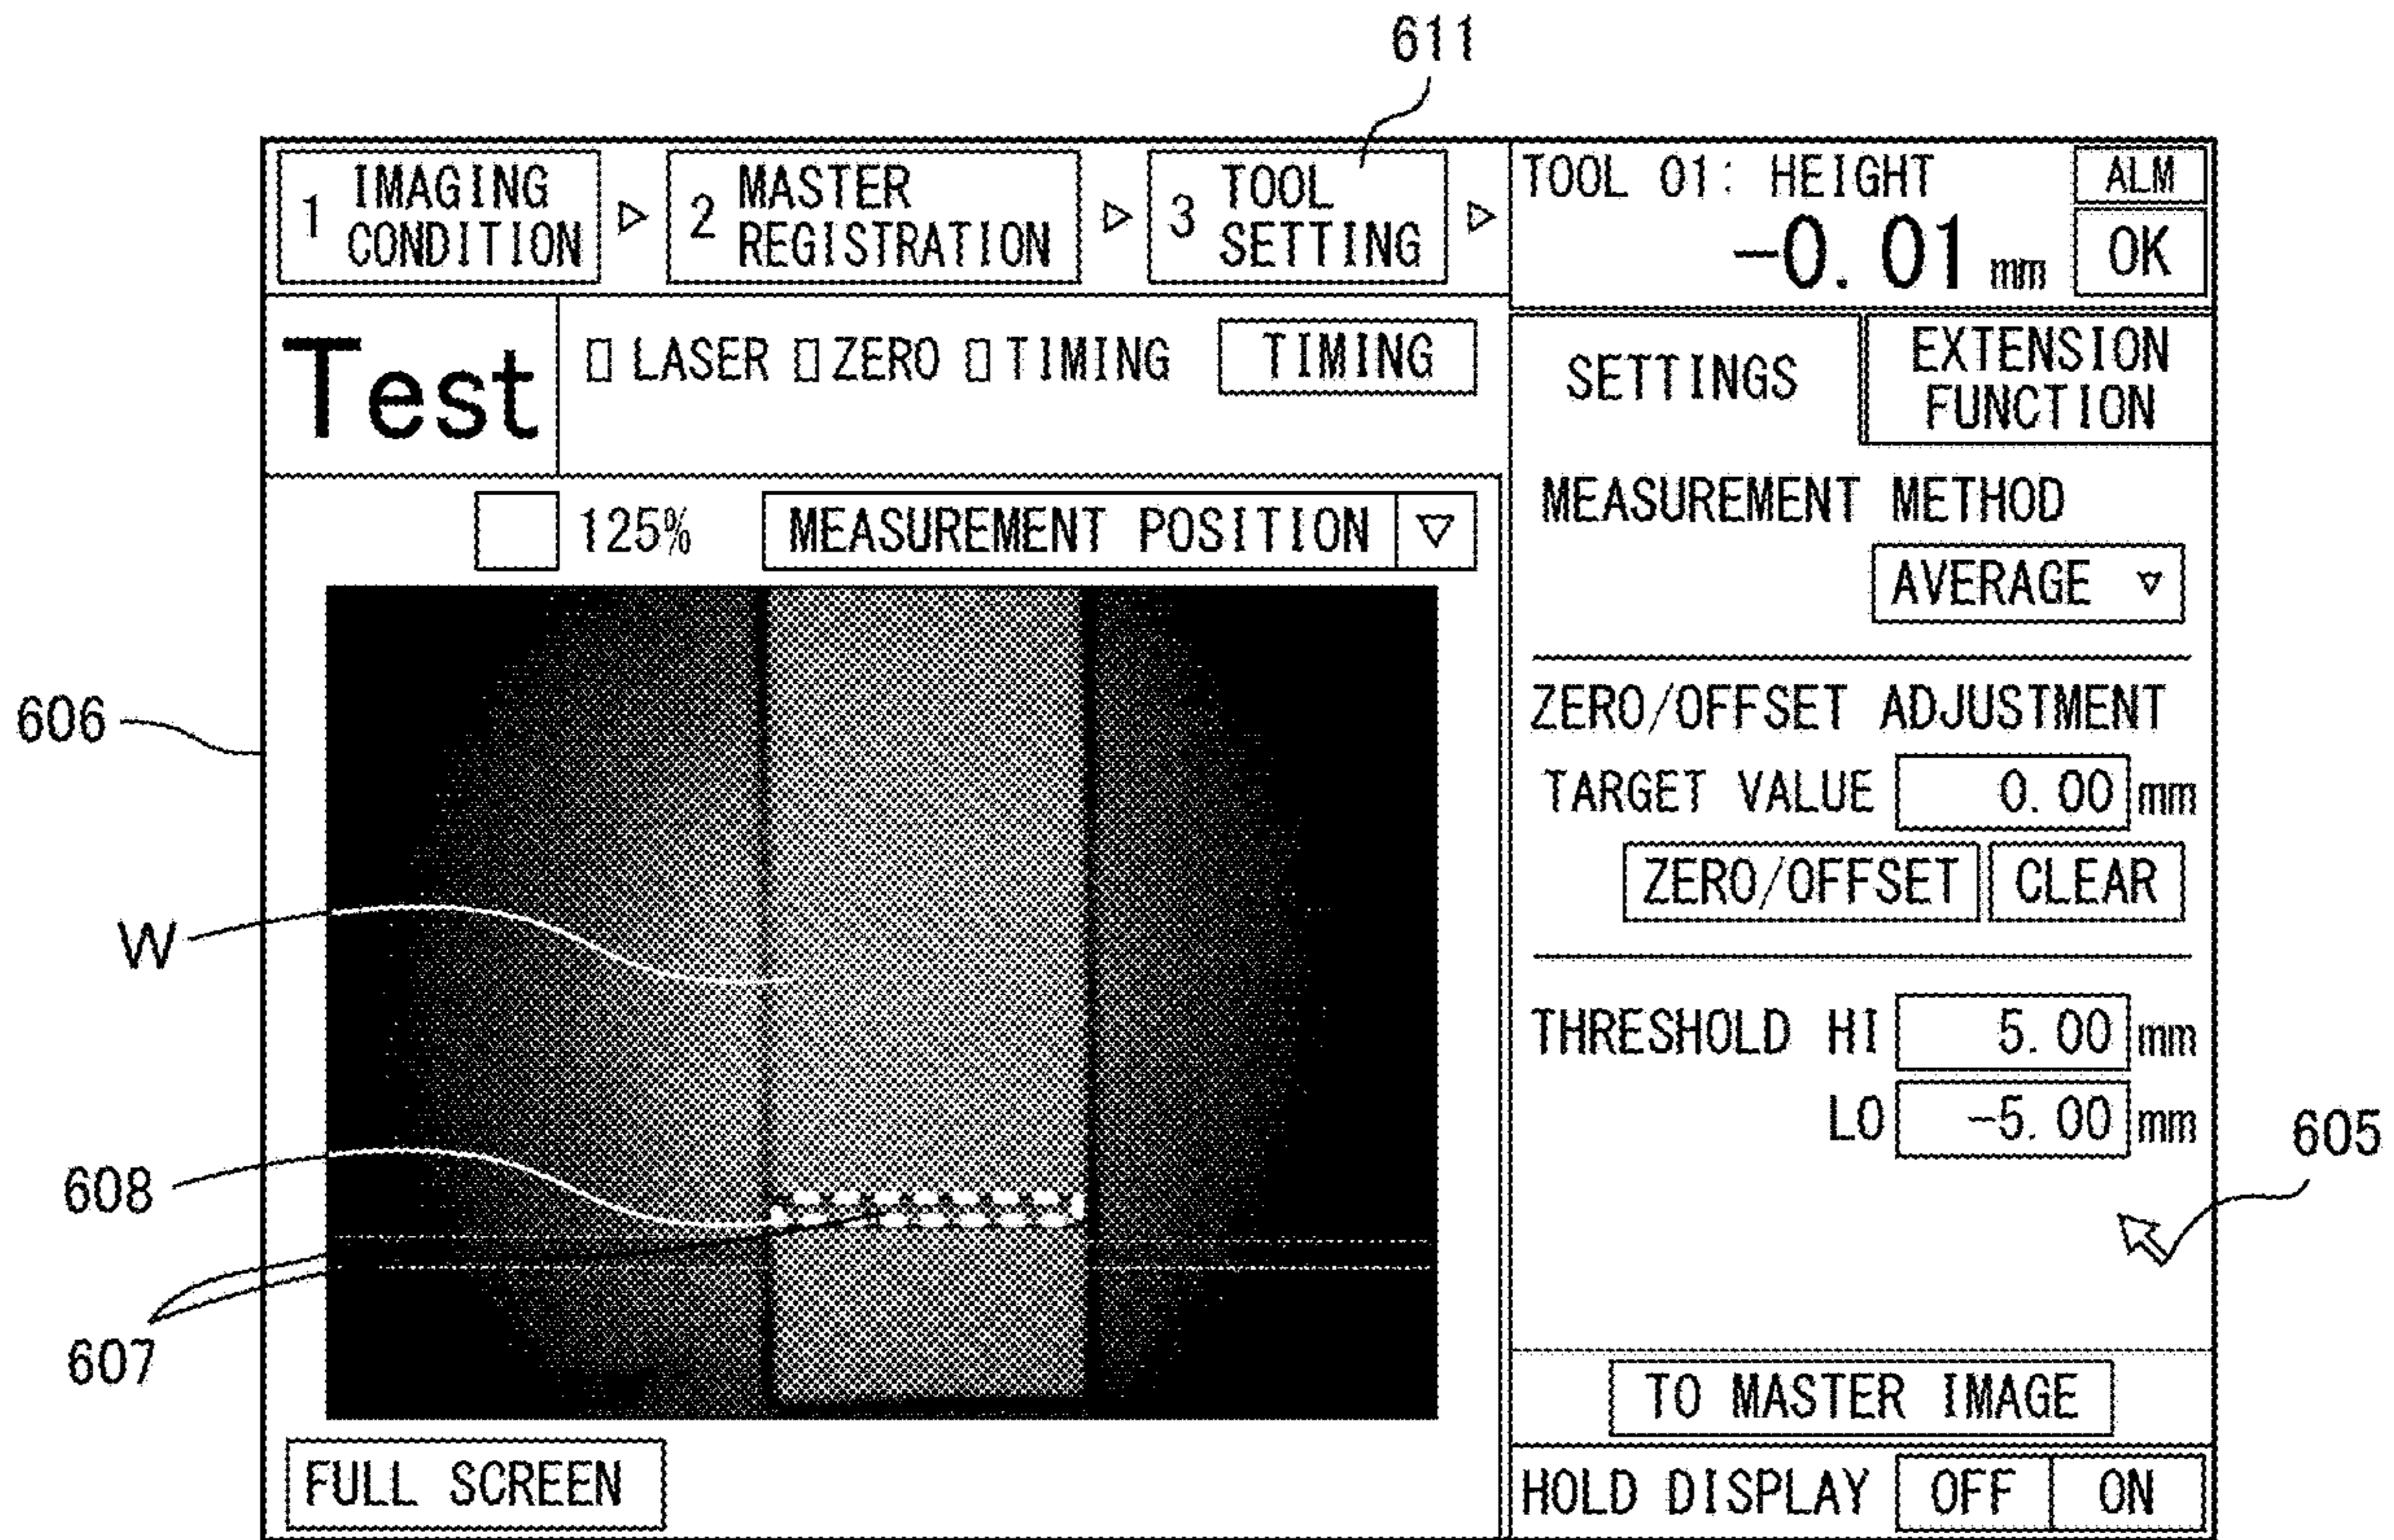 611
1 IMAGING CONDITION
2 MASTER REGISTRATION
3 TOOL SETTING
TOOL 01: HEIGHT
ALM
-0.01 mm
OK
Test
LASER ZERO TIMING
TIMING
SETTINGS
EXTENSION FUNCTION
125%
MEASUREMENT POSITION
MEASUREMENT METHOD
AVERAGE
ZERO/OFFSET ADJUSTMENT
TARGET VALUE 0.00 mm
ZERO/OFFSET CLEAR
THRESHOLD HI 5.00 mm
LO -5.00 mm
605
606
W
608
607
TO MASTER IMAGE
FULL SCREEN
HOLD DISPLAY OFF ON